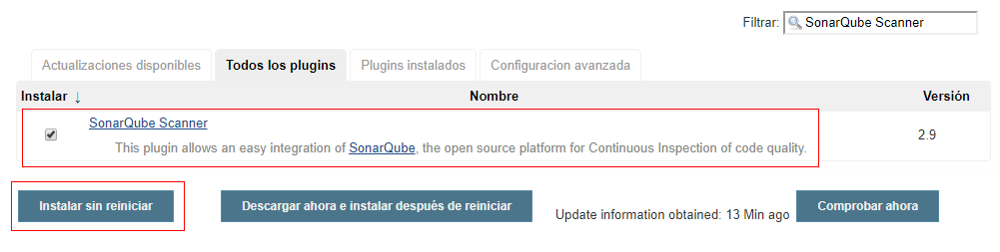 Filtrar: SonarQube Scanner
Actualizaciones disponibles Todos los plugins Plugins instalados Configuracion avanzada
Instalar ↓ Nombre Versión
SonarQube Scanner
2.9
This plugin allows an easy integration of SonarQube, the open source platform for Continuous Inspection of code quality.
Instalar sin reiniciar Descargar ahora e instalar después de reiniciar Update information obtained: 13 Min ago Comprobar ahora